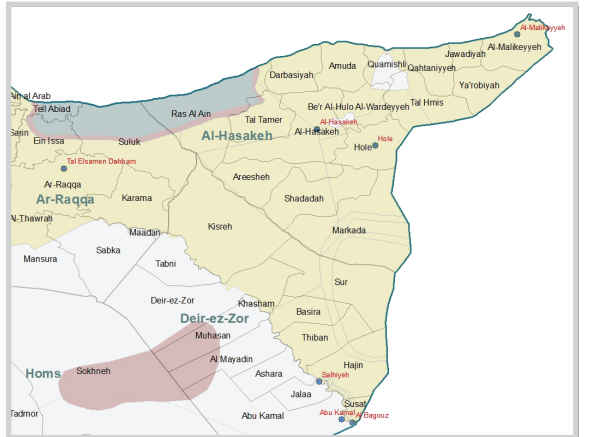 Al-Malikeyyeh
Al-Malikeyyeh
Jawadiyah
Amuda
Quamishli
Qahtaniyyeh
Darbasiyah
Ya'robiyah
Tell Abiad
Ras Al Ain
Be'r Al-Hulo Al-Wardeyyeh
Tal Hmis
Tal Tamer
Al-Hasakeh
Al-Hasakeh
Al-Hasakeh
Ein Issa
Suluk
Hole
Hole
Tal Elsamen Dahham
Areesheh
Ar-Raqqa
Ar-Raqqa
Karama
Shadadah
Al-Thawrah
Kisreh
Markada
Maadan
Sabka
Mansura
Tabni
Sur
Deir-ez-Zor
Khasham
Basira
Deir-ez-Zor
Muhasan
Thiban
Al Mayadin
Hajin
Homs
Sokhneh
Ashara
Salhiyeh
Jalaa
Susat
Tadmor
Abu Kamal
Abu Kamal
Al Bagouz